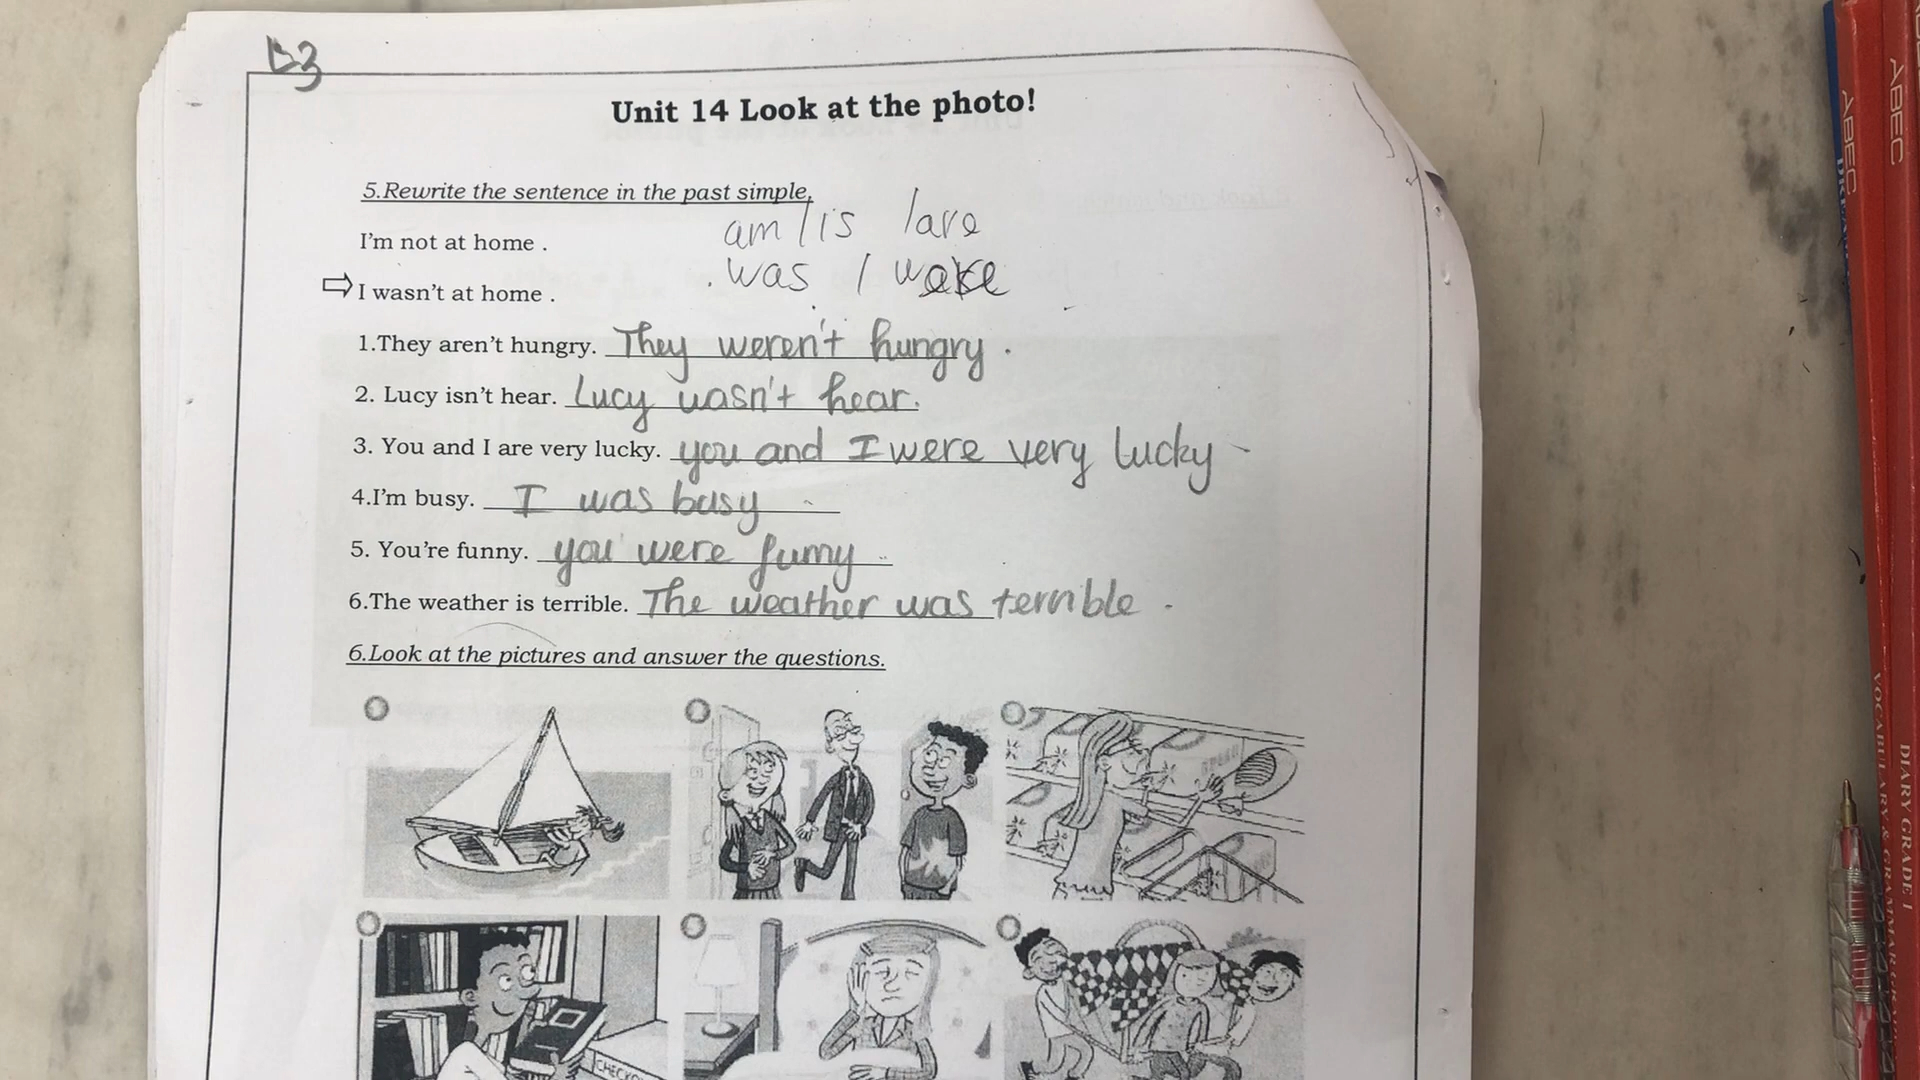 Unit 14 Look at the photo!
5.Rewrite the sentence in the past simple.
am / is / are
I'm not at home .
was / were
I wasn't at home .
1.They aren't hungry. They weren't hungry .
2. Lucy isn't hear. Lucy wasn't hear.
3. You and I are very lucky. you and I were very lucky
4.I'm busy. I was busy
5. You're funny. you were funny
6.The weather is terrible. The weather was terrible .
6.Look at the pictures and answer the questions.
ABEC
ABEC
VOCABULARY & GRAMMAR
DIARY GRADE 1